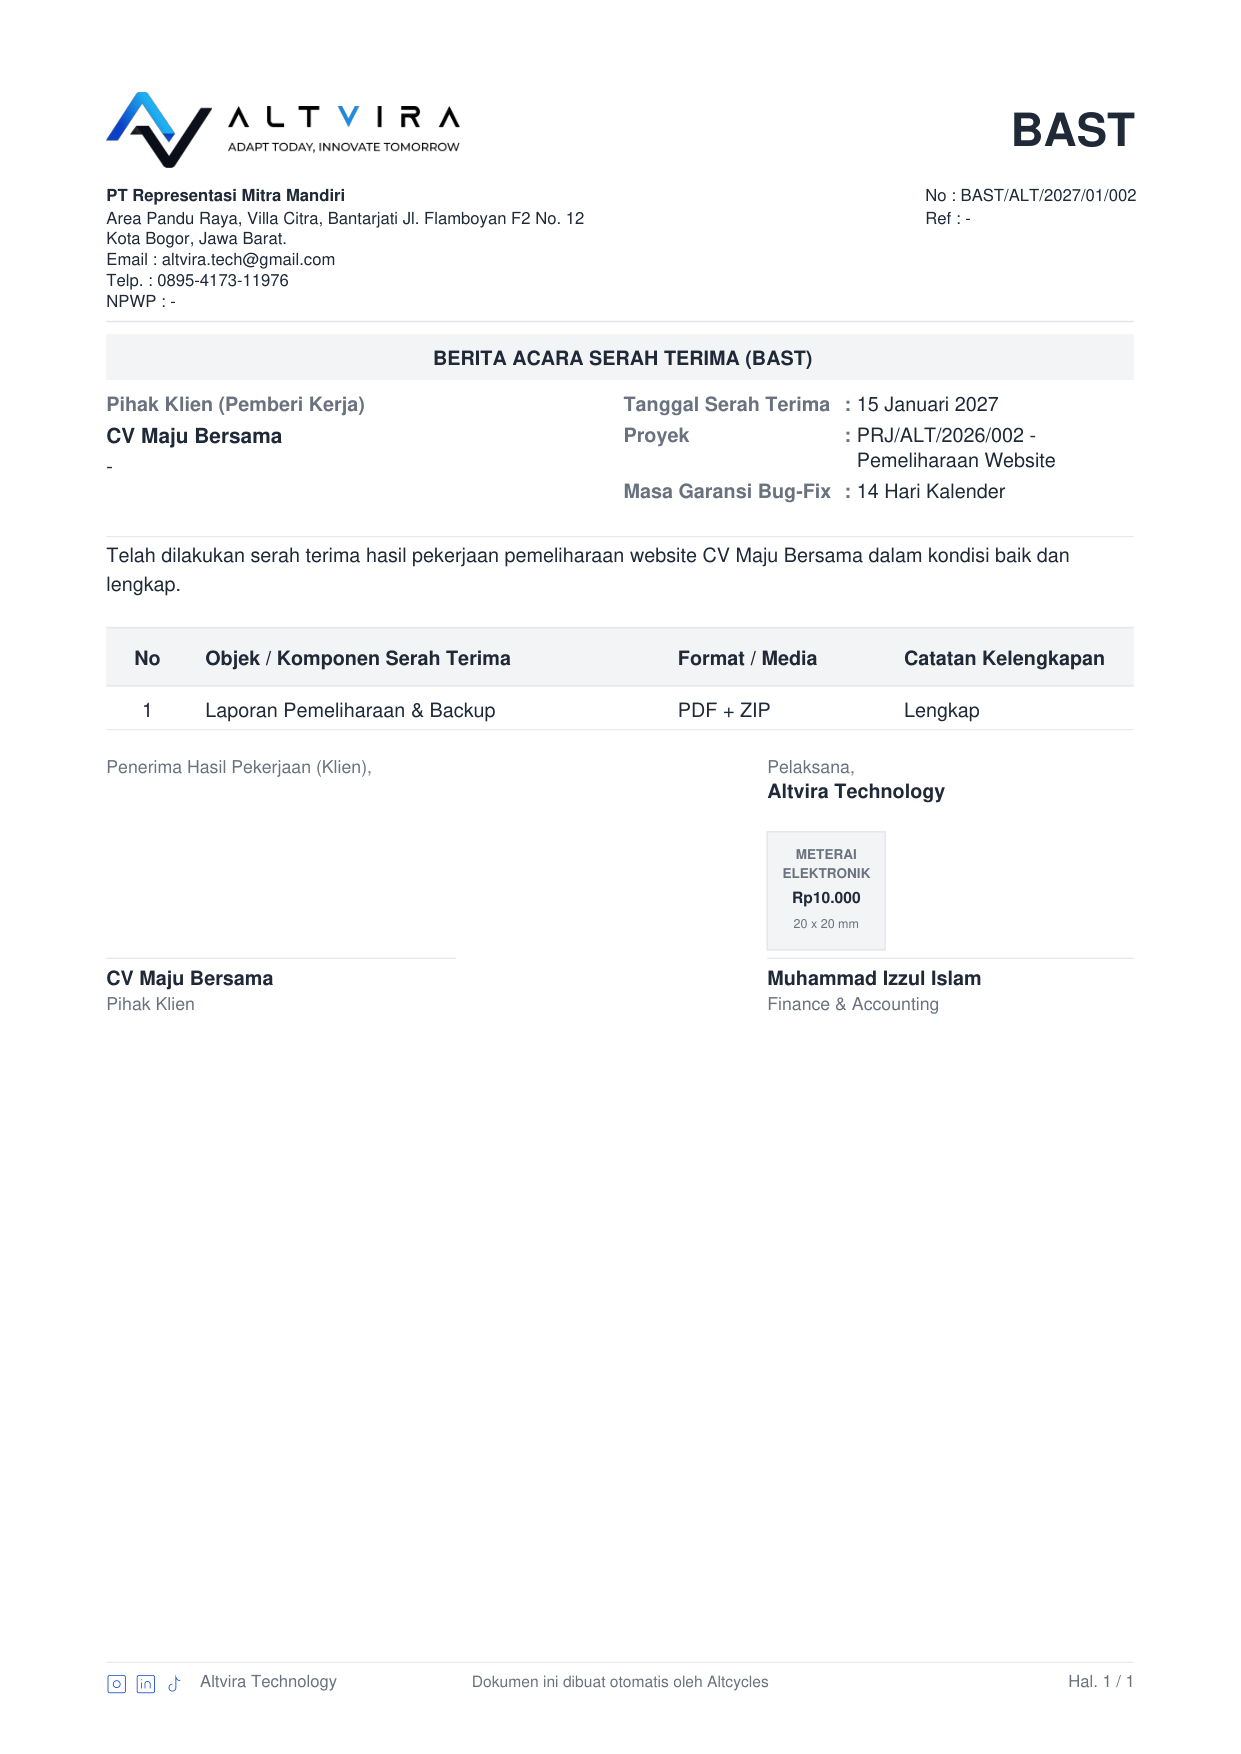 ALTVIRA
ADAPT TODAY, INNOVATE TOMORROW
BAST
PT Representasi Mitra Mandiri
Area Pandu Raya, Villa Citra, Bantarjati Jl. Flamboyan F2 No. 12
Kota Bogor, Jawa Barat.
Email : altvira.tech@gmail.com
Telp. : 0895-4173-11976
NPWP : -
No : BAST/ALT/2027/01/002
Ref : -
BERITA ACARA SERAH TERIMA (BAST)
Pihak Klien (Pemberi Kerja)
CV Maju Bersama
-
Tanggal Serah Terima : 15 Januari 2027
Proyek : PRJ/ALT/2026/002 -
Pemeliharaan Website
Masa Garansi Bug-Fix : 14 Hari Kalender
Telah dilakukan serah terima hasil pekerjaan pemeliharaan website CV Maju Bersama dalam kondisi baik dan
lengkap.
No Objek / Komponen Serah Terima Format / Media Catatan Kelengkapan
1 Laporan Pemeliharaan & Backup PDF + ZIP Lengkap
Penerima Hasil Pekerjaan (Klien),
CV Maju Bersama
Pihak Klien
Pelaksana,
Altvira Technology
METERAI
ELEKTRONIK
Rp10.000
20 x 20 mm
Muhammad Izzul Islam
Finance & Accounting
Altvira Technology Dokumen ini dibuat otomatis oleh Altcycles Hal. 1 / 1